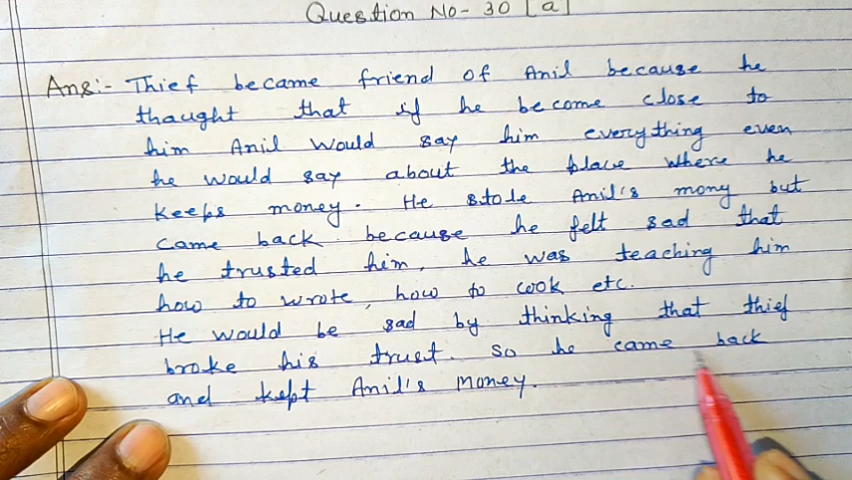 Question No- 30 [a]
Ans:- Thief became friend of Anil because he
thought that if he become close to
him Anil would say him everything even
he would say about the place where he
keeps money. He stole Anil's mony but
came back because he felt sad that
he trusted him, he was teaching him
how to wrote, how to cook etc.
He would be sad by thinking that thief
broke his trust. So he came back
and kept Anil's money.